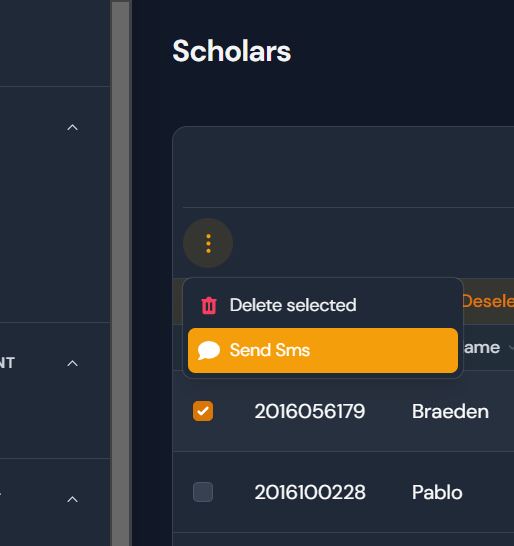 Scholars
Delete selected
Send Sms
2016056179 Braeden
2016100228 Pablo